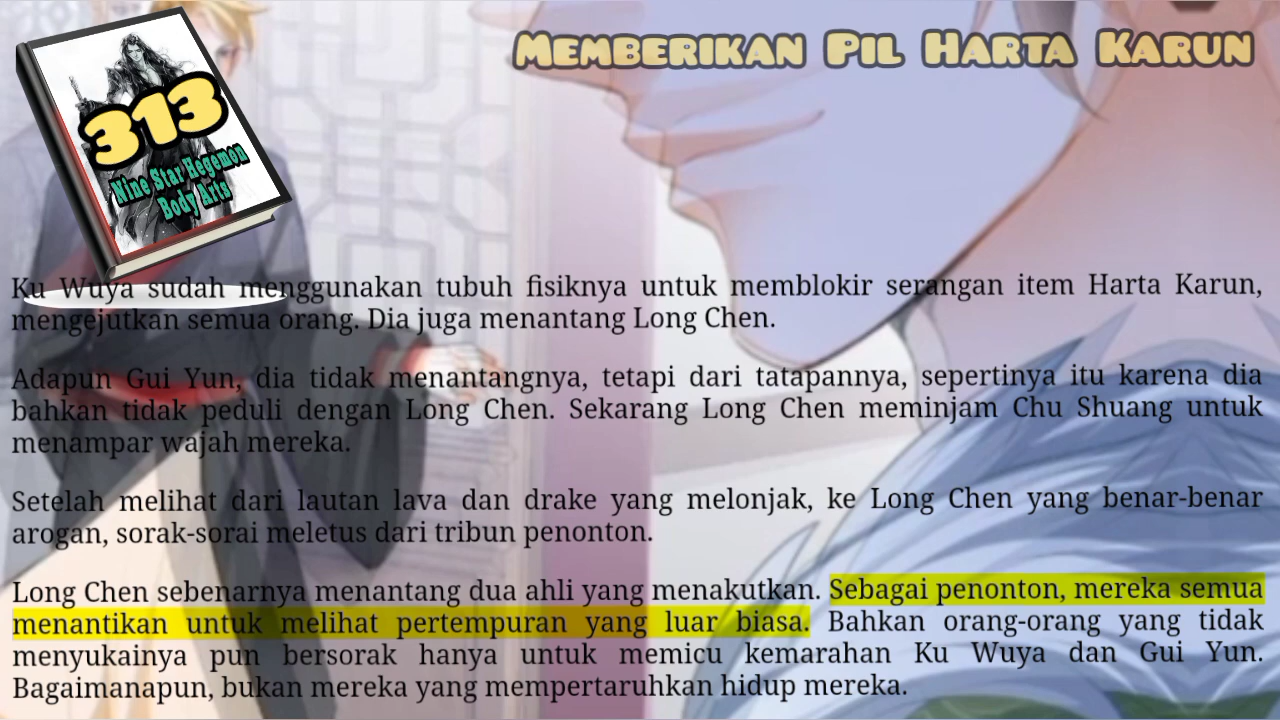 Memberikan Pil Harta Karun
313
Nine Star Hegemon
Body Arts
Ku Wuya sudah menggunakan tubuh fisiknya untuk memblokir serangan item Harta Karun,
mengejutkan semua orang. Dia juga menantang Long Chen.
Adapun Gui Yun, dia tidak menantangnya, tetapi dari tatapannya, sepertinya itu karena dia
bahkan tidak peduli dengan Long Chen. Sekarang Long Chen meminjam Chu Shuang untuk
menampar wajah mereka.
Setelah melihat dari lautan lava dan drake yang melonjak, ke Long Chen yang benar-benar
arogan, sorak-sorai meletus dari tribun penonton.
Long Chen sebenarnya menantang dua ahli yang menakutkan. Sebagai penonton, mereka semua
menantikan untuk melihat pertempuran yang luar biasa. Bahkan orang-orang yang tidak
menyukainya pun bersorak hanya untuk memicu kemarahan Ku Wuya dan Gui Yun.
Bagaimanapun, bukan mereka yang mempertaruhkan hidup mereka.